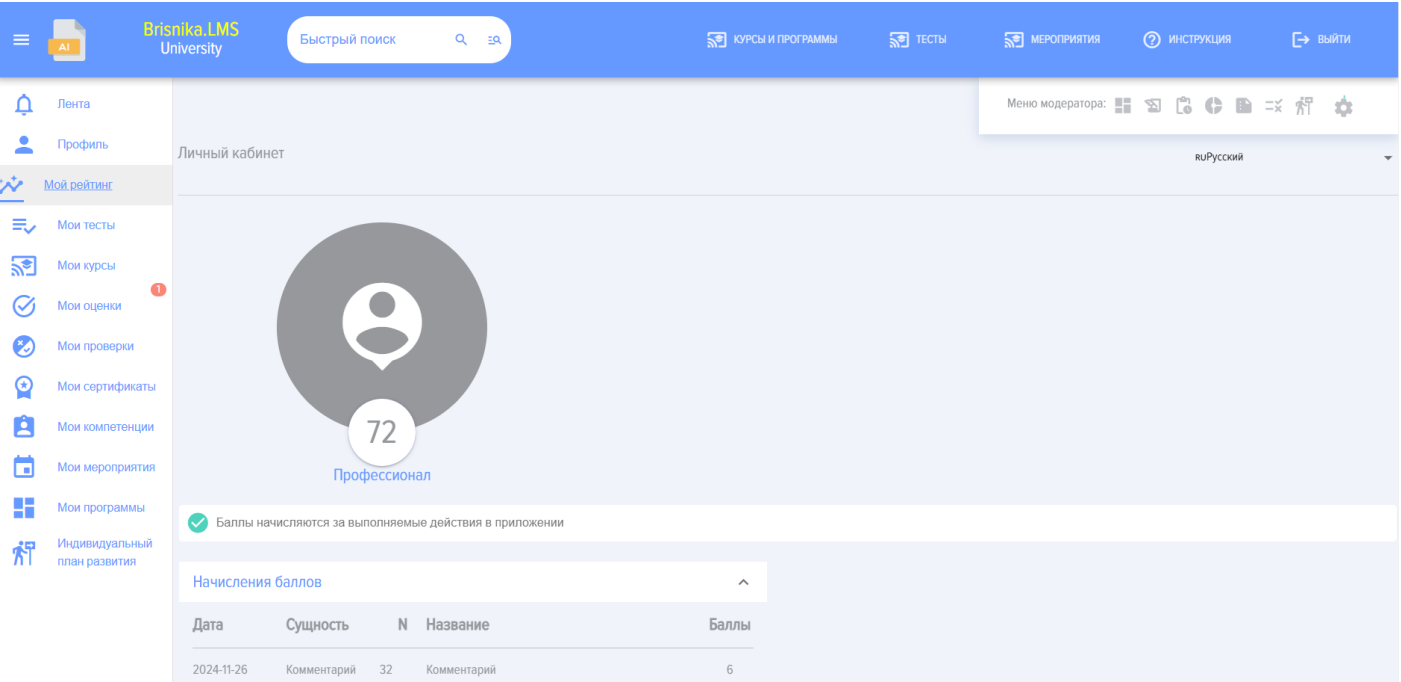 AI
Brisnika.LMS
University
Быстрый поиск
КУРСЫ И ПРОГРАММЫ
ТЕСТЫ
МЕРОПРИЯТИЯ
ИНСТРУКЦИЯ
ВЫЙТИ
Меню модератора:
Лента
Профиль
Мой рейтинг
Мои тесты
Мои курсы
1
Мои оценки
Мои проверки
Мои сертификаты
Мои компетенции
Мои мероприятия
Мои программы
Индивидуальный
план развития
Личный кабинет
RUРусский
72
Профессионал
Баллы начисляются за выполняемые действия в приложении
Начисления баллов
Дата Сущность N Название Баллы
2024-11-26 Комментарий 32 Комментарий 6